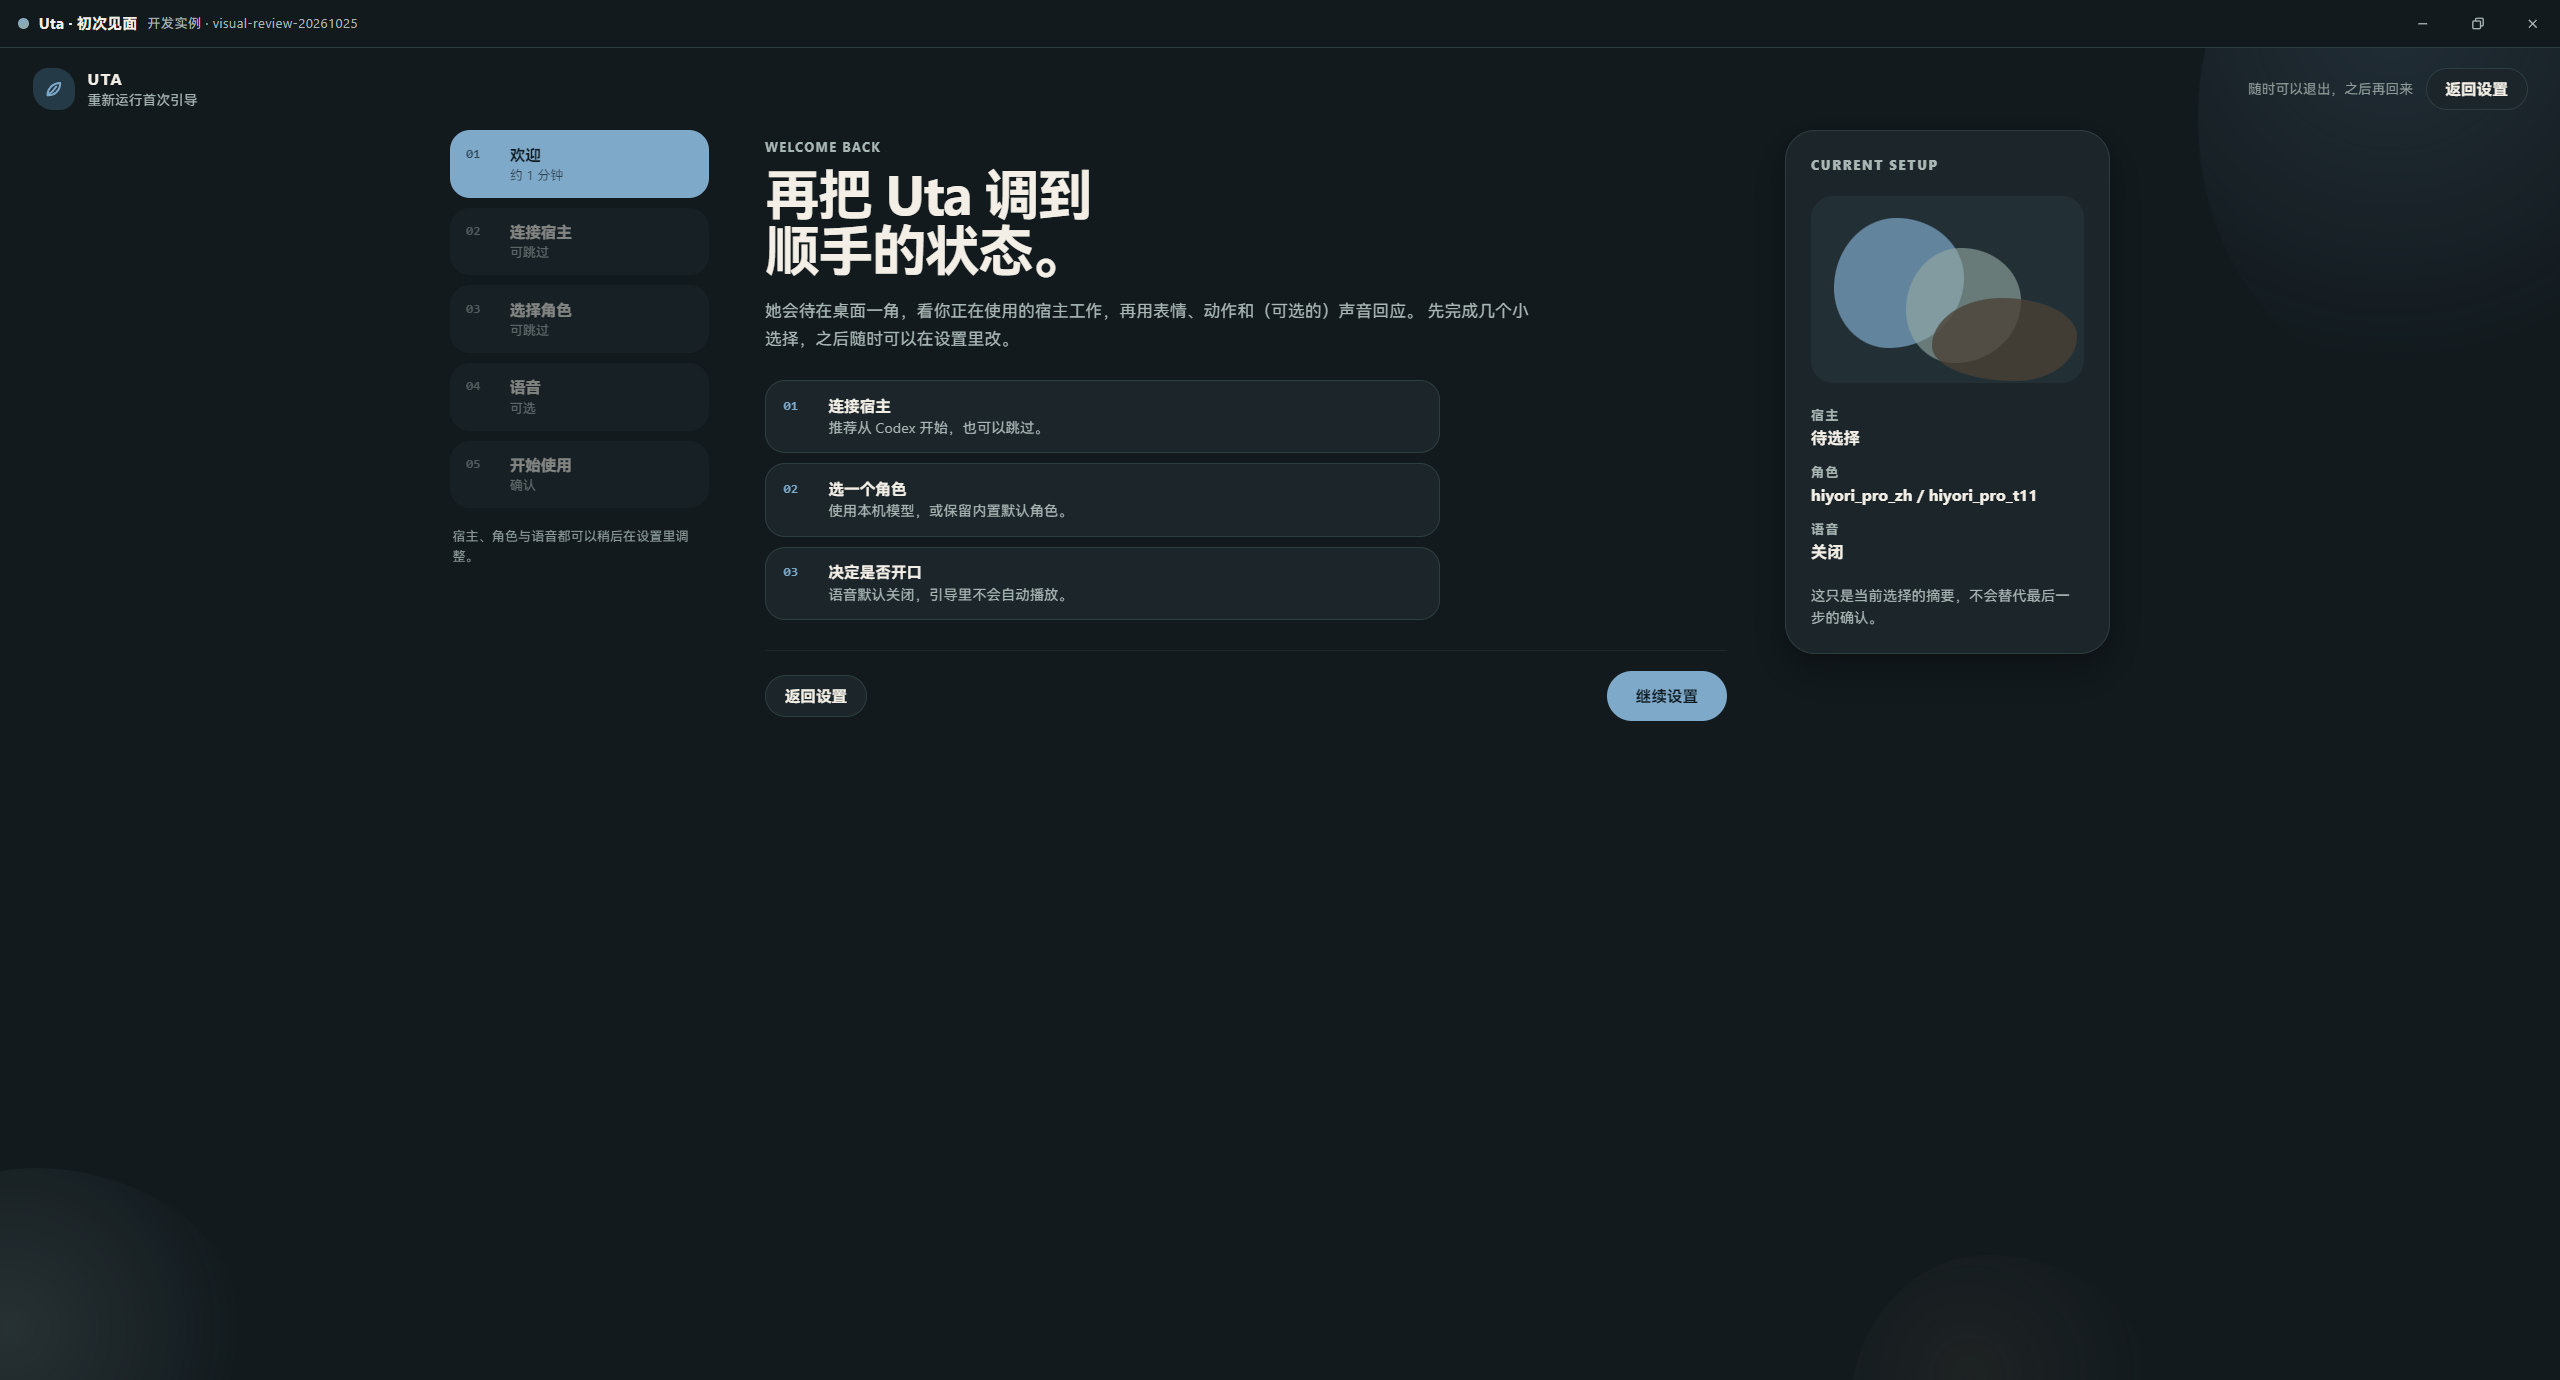 Uta · 初次见面 开发实例 · visual-review-20261025
UTA
重新运行首次引导
随时可以退出，之后再回来
返回设置
01 欢迎
约 1 分钟
02 连接宿主
可跳过
03 选择角色
可跳过
04 语音
可选
05 开始使用
确认
宿主、角色与语音都可以稍后在设置里调
整。
WELCOME BACK
再把 Uta 调到
顺手的状态。
她会待在桌面一角，看你正在使用的宿主工作，再用表情、动作和（可选的）声音回应。 先完成几个小
选择，之后随时可以在设置里改。
01 连接宿主
推荐从 Codex 开始，也可以跳过。
02 选一个角色
使用本机模型，或保留内置默认角色。
03 决定是否开口
语音默认关闭，引导里不会自动播放。
返回设置
继续设置
CURRENT SETUP
宿主
待选择
角色
hiyori_pro_zh / hiyori_pro_t11
语音
关闭
这只是当前选择的摘要，不会替代最后一
步的确认。